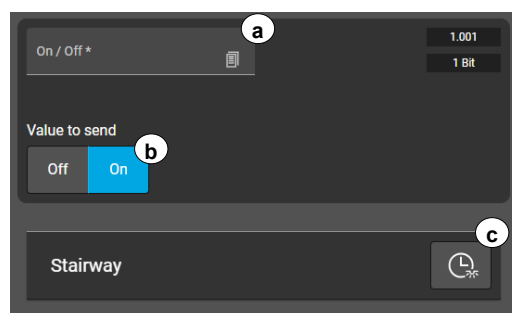 a
1.001
On / Off *
1 Bit
Value to send
b
Off On
c
Stairway